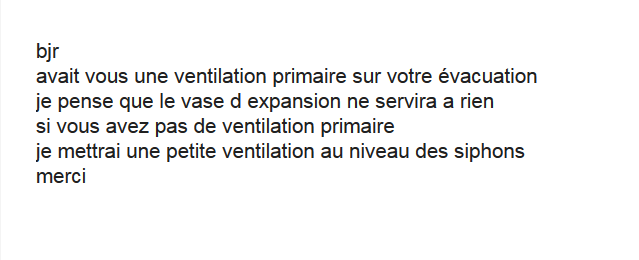 bjr
avait vous une ventilation primaire sur votre évacuation
je pense que le vase d expansion ne servira a rien
si vous avez pas de ventilation primaire
je mettrai une petite ventilation au niveau des siphons
merci